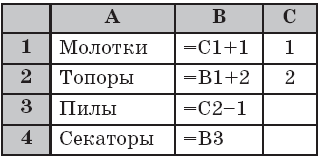 A B C
1 Молотки =C1+1 1
2 Топоры =B1+2 2
3 Пилы =C2−1
4 Секаторы =B3